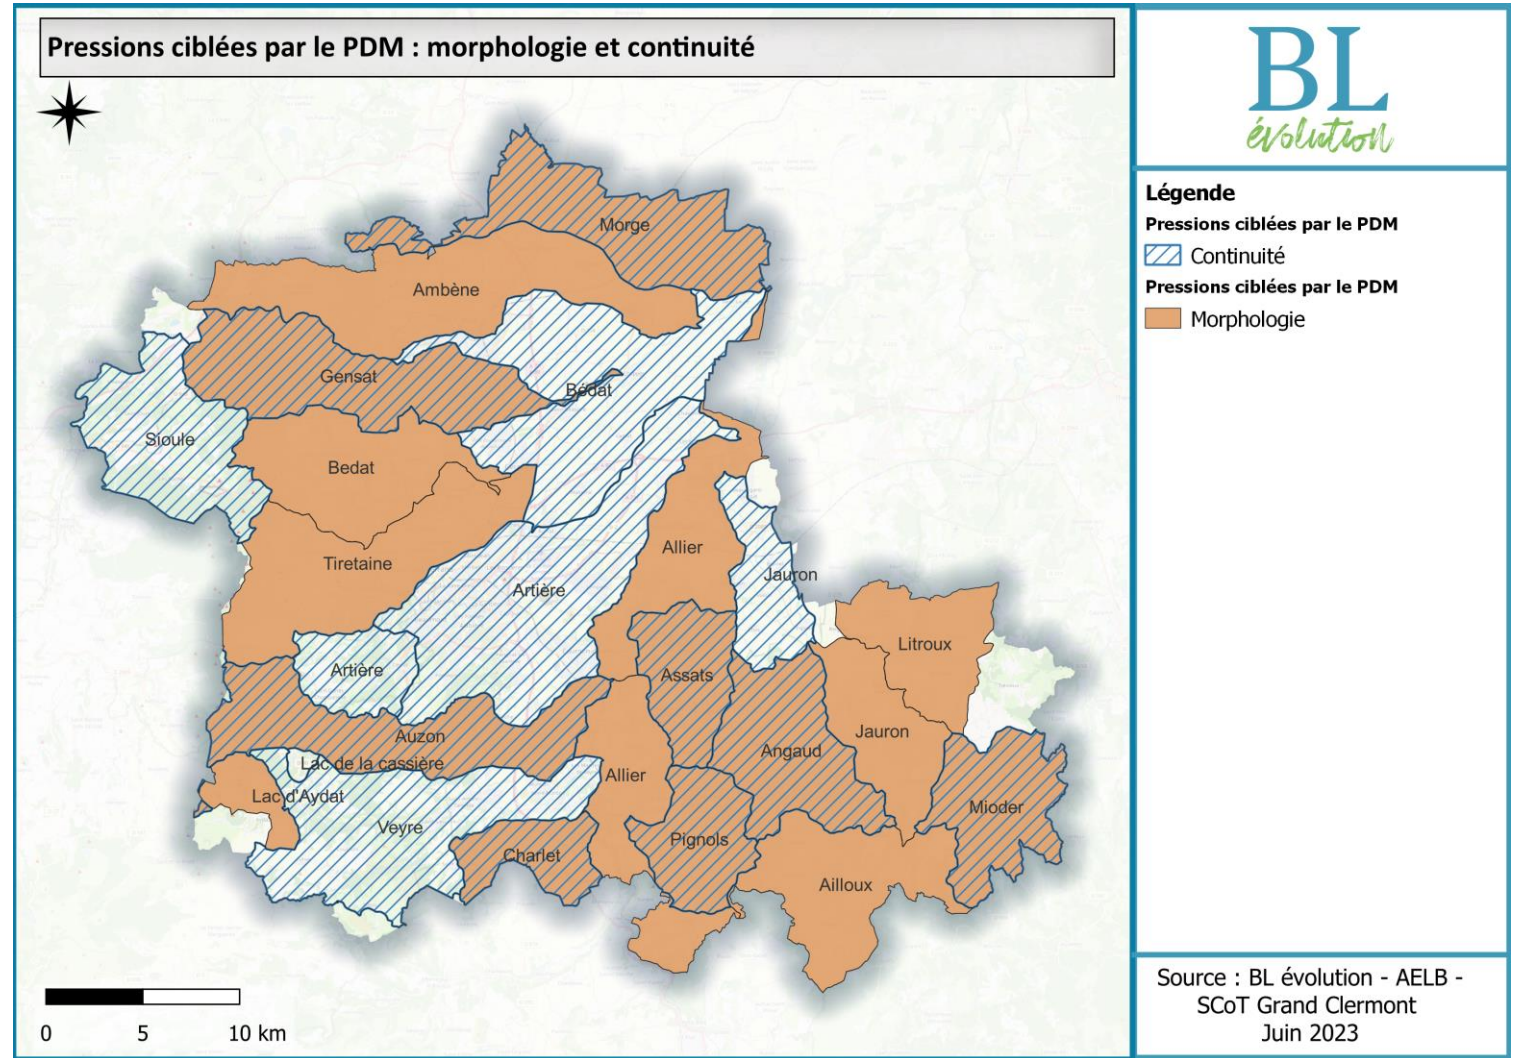 Pressions ciblées par le PDM : morphologie et continuité
BL
évolution
Légende
Pressions ciblées par le PDM
Continuité
Pressions ciblées par le PDM
Morphologie
Morge
Ambène
Gensat
Bédat
Sioule
Bedat
Allier
Tiretaine
Jauron
Artière
Litroux
Artière
Assats
Jauron
Auzon
Angaud
Lac de la cassière
Allier
Lac d'Aydat
Mioder
Veyre
Pignols
Charlet
Ailloux
0 5 10 km
Source : BL évolution - AELB -
SCoT Grand Clermont
Juin 2023